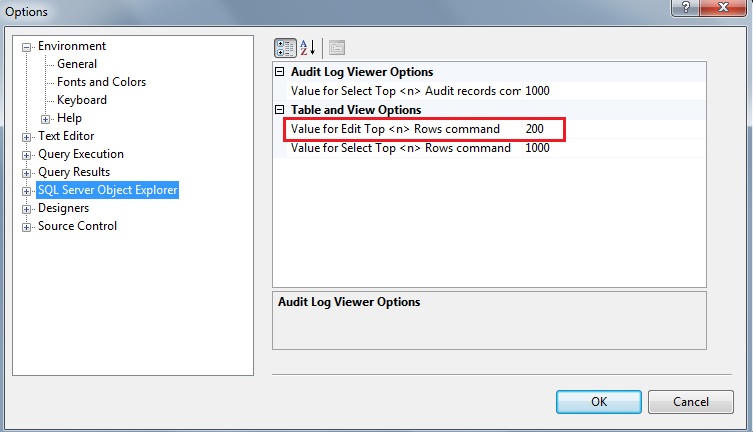 Options
Environment
General
Fonts and Colors
Keyboard
Help
Text Editor
Query Execution
Query Results
SQL Server Object Explorer
Designers
Source Control
Audit Log Viewer Options
Value for Select Top <n> Audit records com 1000
Table and View Options
Value for Edit Top <n> Rows command 200
Value for Select Top <n> Rows command 1000
Audit Log Viewer Options
OK
Cancel